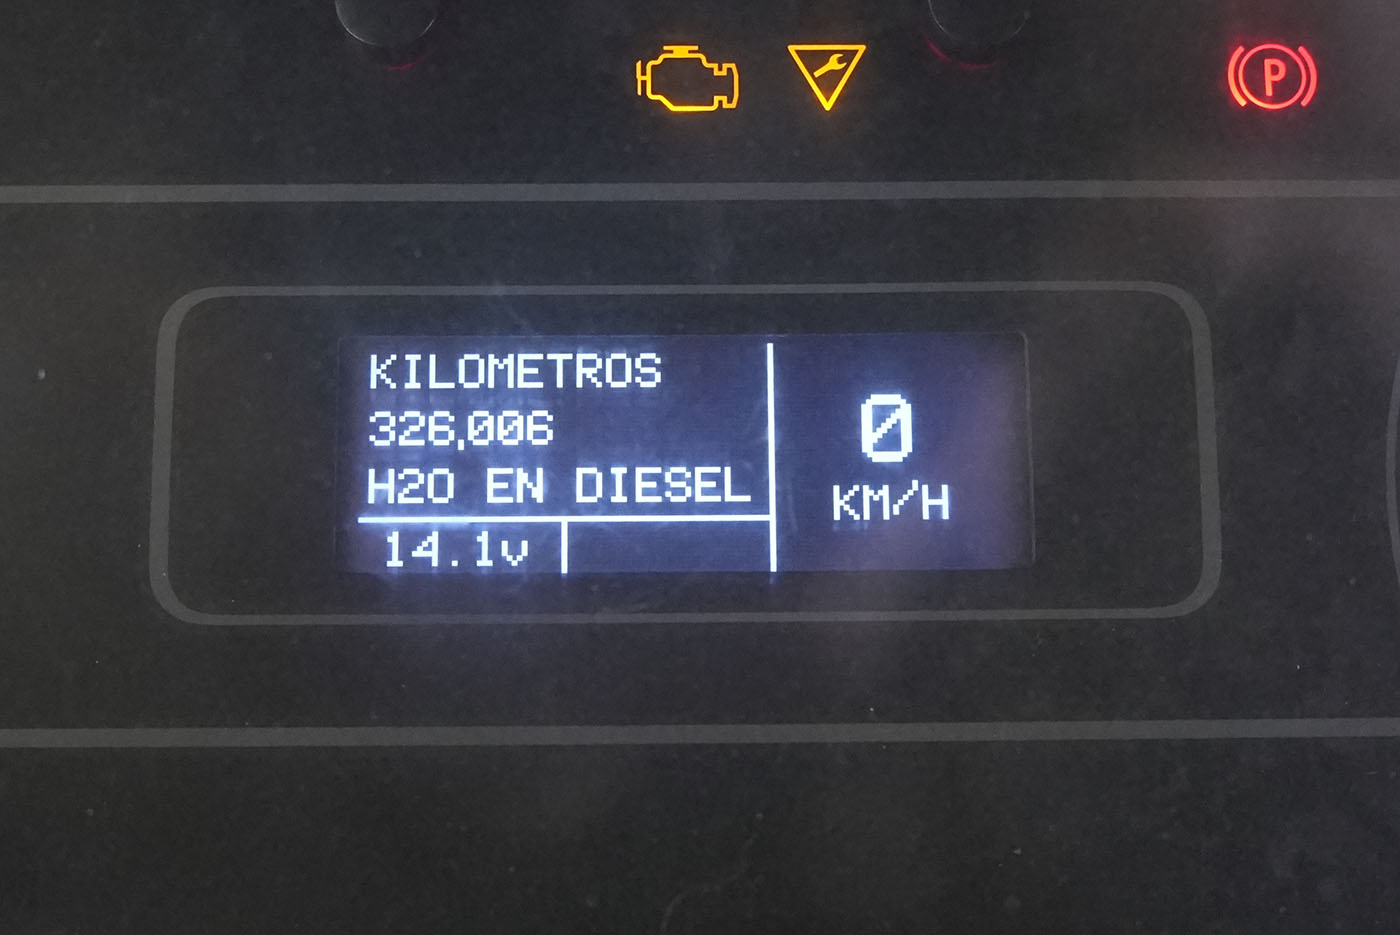 P
KILOMETROS
326,006
H2O EN DIESEL
14.1v
0
KM/H